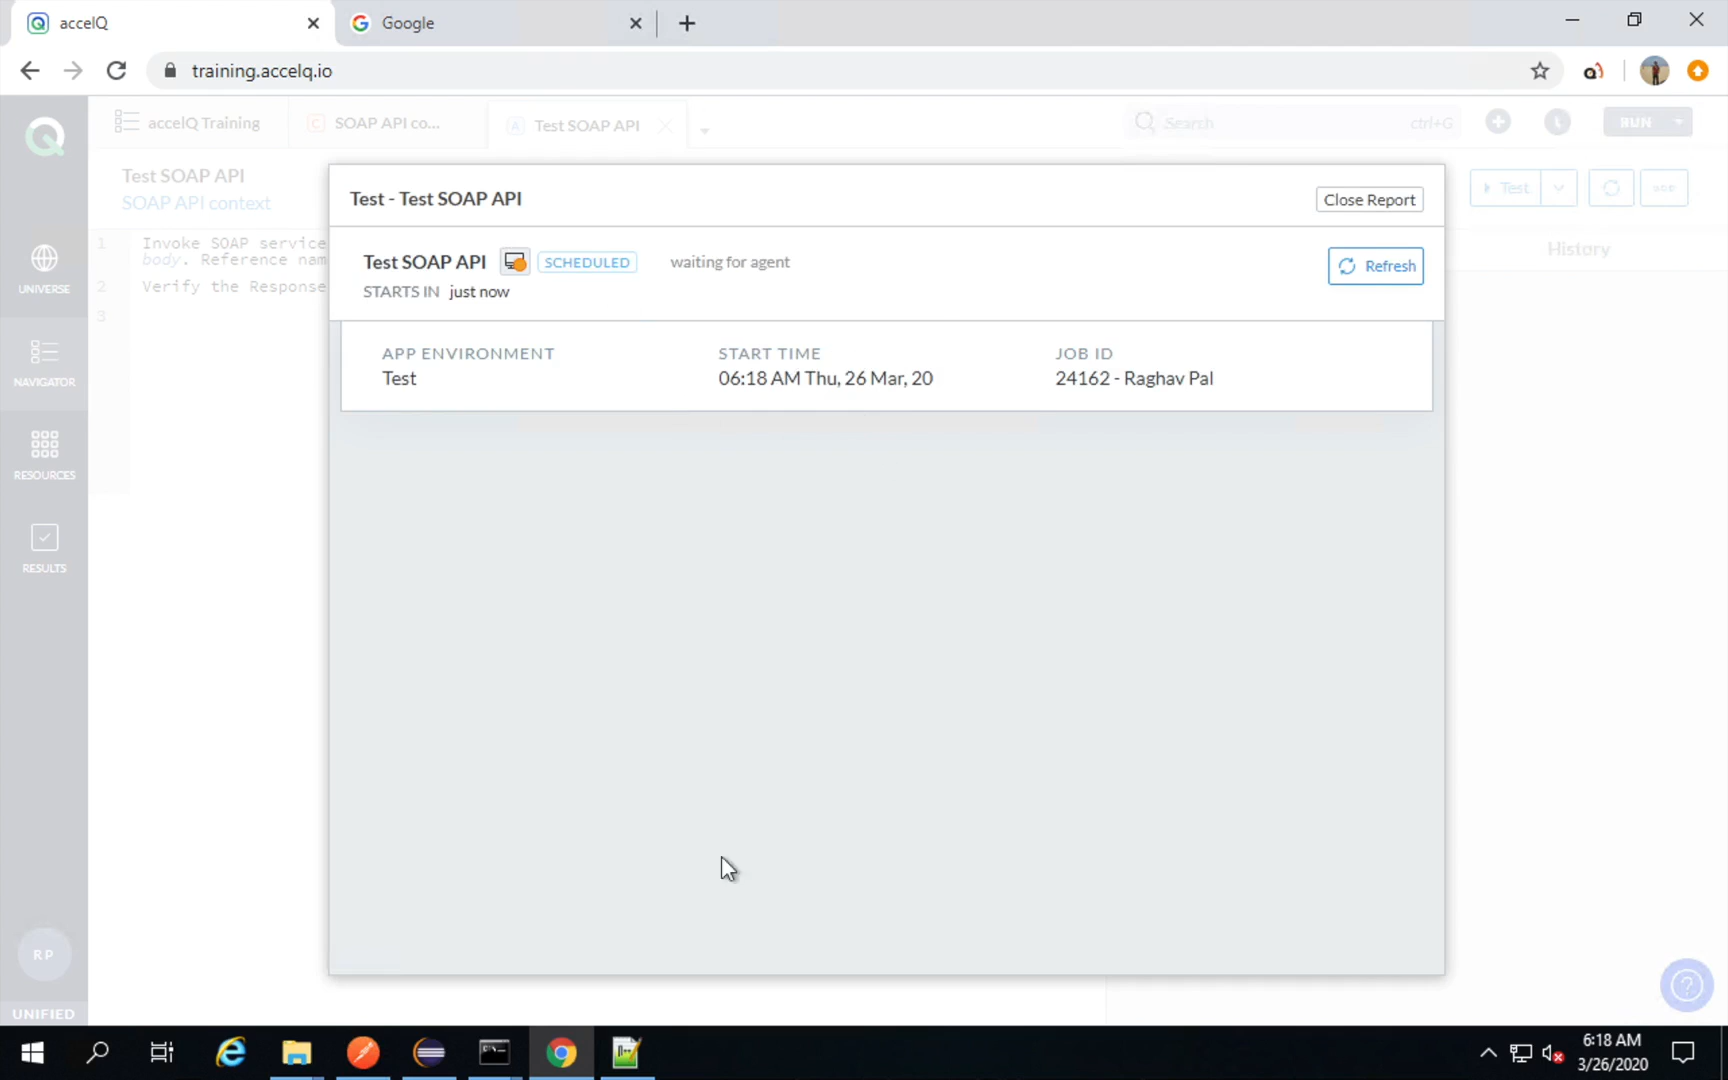 accelQ
Google
training.accelq.io
accelQ Training
SOAP API co...
Test SOAP API
Search
ctrl+G
RUN
Test SOAP API
SOAP API context
Test
History
1
Invoke SOAP service
body. Reference nam
2
Verify the Response
3
Test - Test SOAP API
Close Report
Test SOAP API
SCHEDULED
waiting for agent
STARTS IN just now
Refresh
APP ENVIRONMENT
Test
START TIME
06:18 AM Thu, 26 Mar, 20
JOB ID
24162 - Raghav Pal
UNIVERSE
NAVIGATOR
RESOURCES
RESULTS
RP
UNIFIED
6:18 AM
3/26/2020